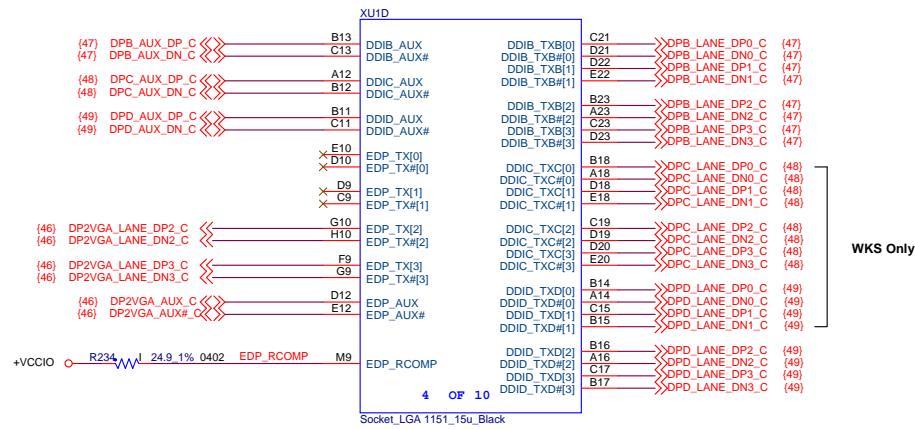 XU1D
{47} DPB_AUX_DP_C B13 DDIB_AUX DDIB_TXB[0] C21 DPB_LANE_DP0_C {47}
{47} DPB_AUX_DN_C C13 DDIB_AUX# DDIB_TXB#[0] D21 DPB_LANE_DN0_C {47}
DDIB_TXB[1] D22 DPB_LANE_DP1_C {47}
{48} DPC_AUX_DP_C A12 DDIC_AUX DDIB_TXB#[1] E22 DPB_LANE_DN1_C {47}
{48} DPC_AUX_DN_C B12 DDIC_AUX#
DDIB_TXB[2] B23 DPB_LANE_DP2_C {47}
{49} DPD_AUX_DP_C B11 DDID_AUX DDIB_TXB#[2] A23 DPB_LANE_DN2_C {47}
{49} DPD_AUX_DN_C C11 DDID_AUX# DDIB_TXB[3] C23 DPB_LANE_DP3_C {47}
DDIB_TXB#[3] D23 DPB_LANE_DN3_C {47}
E10 EDP_TX[0]
D10 EDP_TX#[0] DDIC_TXC[0] B18 DPC_LANE_DP0_C {48}
DDIC_TXC#[0] A18 DPC_LANE_DN0_C {48}
D9 EDP_TX[1] DDIC_TXC[1] D18 DPC_LANE_DP1_C {48}
C9 EDP_TX#[1] DDIC_TXC#[1] E18 DPC_LANE_DN1_C {48}
{46} DP2VGA_LANE_DP2_C G10 EDP_TX[2] DDIC_TXC[2] C19 DPC_LANE_DP2_C {48}
{46} DP2VGA_LANE_DN2_C H10 EDP_TX#[2] DDIC_TXC#[2] D19 DPC_LANE_DN2_C {48}
DDIC_TXC[3] D20 DPC_LANE_DP3_C {48}
WKS Only
{46} DP2VGA_LANE_DP3_C F9 EDP_TX[3] DDIC_TXC#[3] E20 DPC_LANE_DN3_C {48}
{46} DP2VGA_LANE_DN3_C G9 EDP_TX#[3]
DDID_TXD[0] B14 DPD_LANE_DP0_C {49}
{46} DP2VGA_AUX_C D12 EDP_AUX DDID_TXD#[0] A14 DPD_LANE_DN0_C {49}
{46} DP2VGA_AUX#_C E12 EDP_AUX# DDID_TXD[1] C15 DPD_LANE_DP1_C {49}
DDID_TXD#[1] B15 DPD_LANE_DN1_C {49}
DDID_TXD[2] B16 DPD_LANE_DP2_C {49}
+VCCIO R234 I 24.9_1% 0402 EDP_RCOMP M9 EDP_RCOMP DDID_TXD#[2] A16 DPD_LANE_DN2_C {49}
DDID_TXD[3] C17 DPD_LANE_DP3_C {49}
DDID_TXD#[3] B17 DPD_LANE_DN3_C {49}
4 OF 10
Socket_LGA 1151_15u_Black